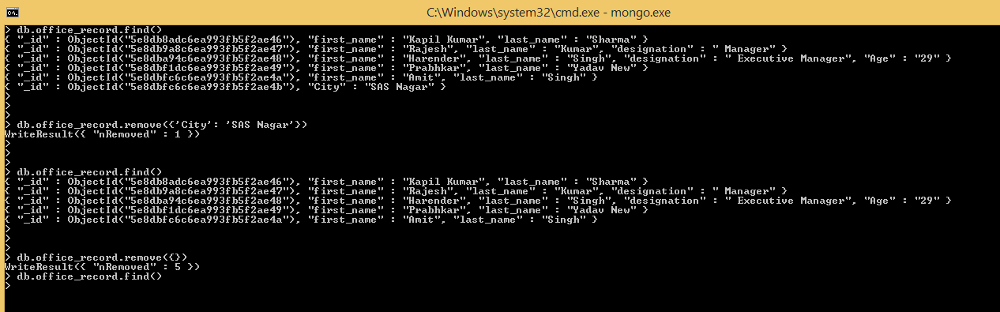 C:\Windows\system32\cmd.exe - mongo.exe
> db.office_record.find()
{ "_id" : ObjectId("5e8db8adc6ea993fb5f2ae46"), "first_name" : "Kapil Kumar", "last_name" : "Sharma" }
{ "_id" : ObjectId("5e8db9a8c6ea993fb5f2ae47"), "first_name" : "Rajesh", "last_name" : "Kumar", "designation" : " Manager" }
{ "_id" : ObjectId("5e8dba94c6ea993fb5f2ae48"), "first_name" : "Harender", "last_name" : "Singh", "designation" : " Executive Manager", "Age" : "29" }
{ "_id" : ObjectId("5e8dbf1dc6ea993fb5f2ae49"), "first_name" : "Prabhkar", "last_name" : "Yadav New" }
{ "_id" : ObjectId("5e8dbfc6c6ea993fb5f2ae4a"), "first_name" : "Amit", "last_name" : "Singh" }
{ "_id" : ObjectId("5e8dbfc6c6ea993fb5f2ae4b"), "City" : "SAS Nagar" }
>
>
>
> db.office_record.remove({'City': 'SAS Nagar'})
WriteResult({ "nRemoved" : 1 })
>
>
>
> db.office_record.find()
{ "_id" : ObjectId("5e8db8adc6ea993fb5f2ae46"), "first_name" : "Kapil Kumar", "last_name" : "Sharma" }
{ "_id" : ObjectId("5e8db9a8c6ea993fb5f2ae47"), "first_name" : "Rajesh", "last_name" : "Kumar", "designation" : " Manager" }
{ "_id" : ObjectId("5e8dba94c6ea993fb5f2ae48"), "first_name" : "Harender", "last_name" : "Singh", "designation" : " Executive Manager", "Age" : "29" }
{ "_id" : ObjectId("5e8dbf1dc6ea993fb5f2ae49"), "first_name" : "Prabhkar", "last_name" : "Yadav New" }
{ "_id" : ObjectId("5e8dbfc6c6ea993fb5f2ae4a"), "first_name" : "Amit", "last_name" : "Singh" }
>
>
>
> db.office_record.remove({})
WriteResult({ "nRemoved" : 5 })
> db.office_record.find()
>